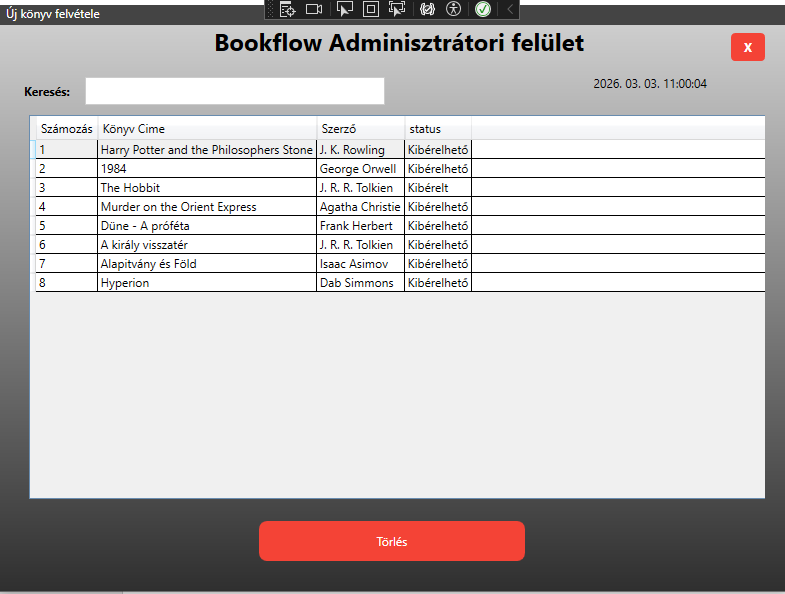 Új könyv felvétele
Bookflow Adminisztrátori felület
X
Keresés:
2026. 03. 03. 11:00:04
Számozás Könyv Cime Szerző status
1 Harry Potter and the Philosophers Stone J. K. Rowling Kibérelhető
2 1984 George Orwell Kibérelhető
3 The Hobbit J. R. R. Tolkien Kibérelt
4 Murder on the Orient Express Agatha Christie Kibérelhető
5 Düne - A próféta Frank Herbert Kibérelhető
6 A király visszatér J. R. R. Tolkien Kibérelhető
7 Alapitvány és Föld Isaac Asimov Kibérelhető
8 Hyperion Dab Simmons Kibérelhető
Törlés